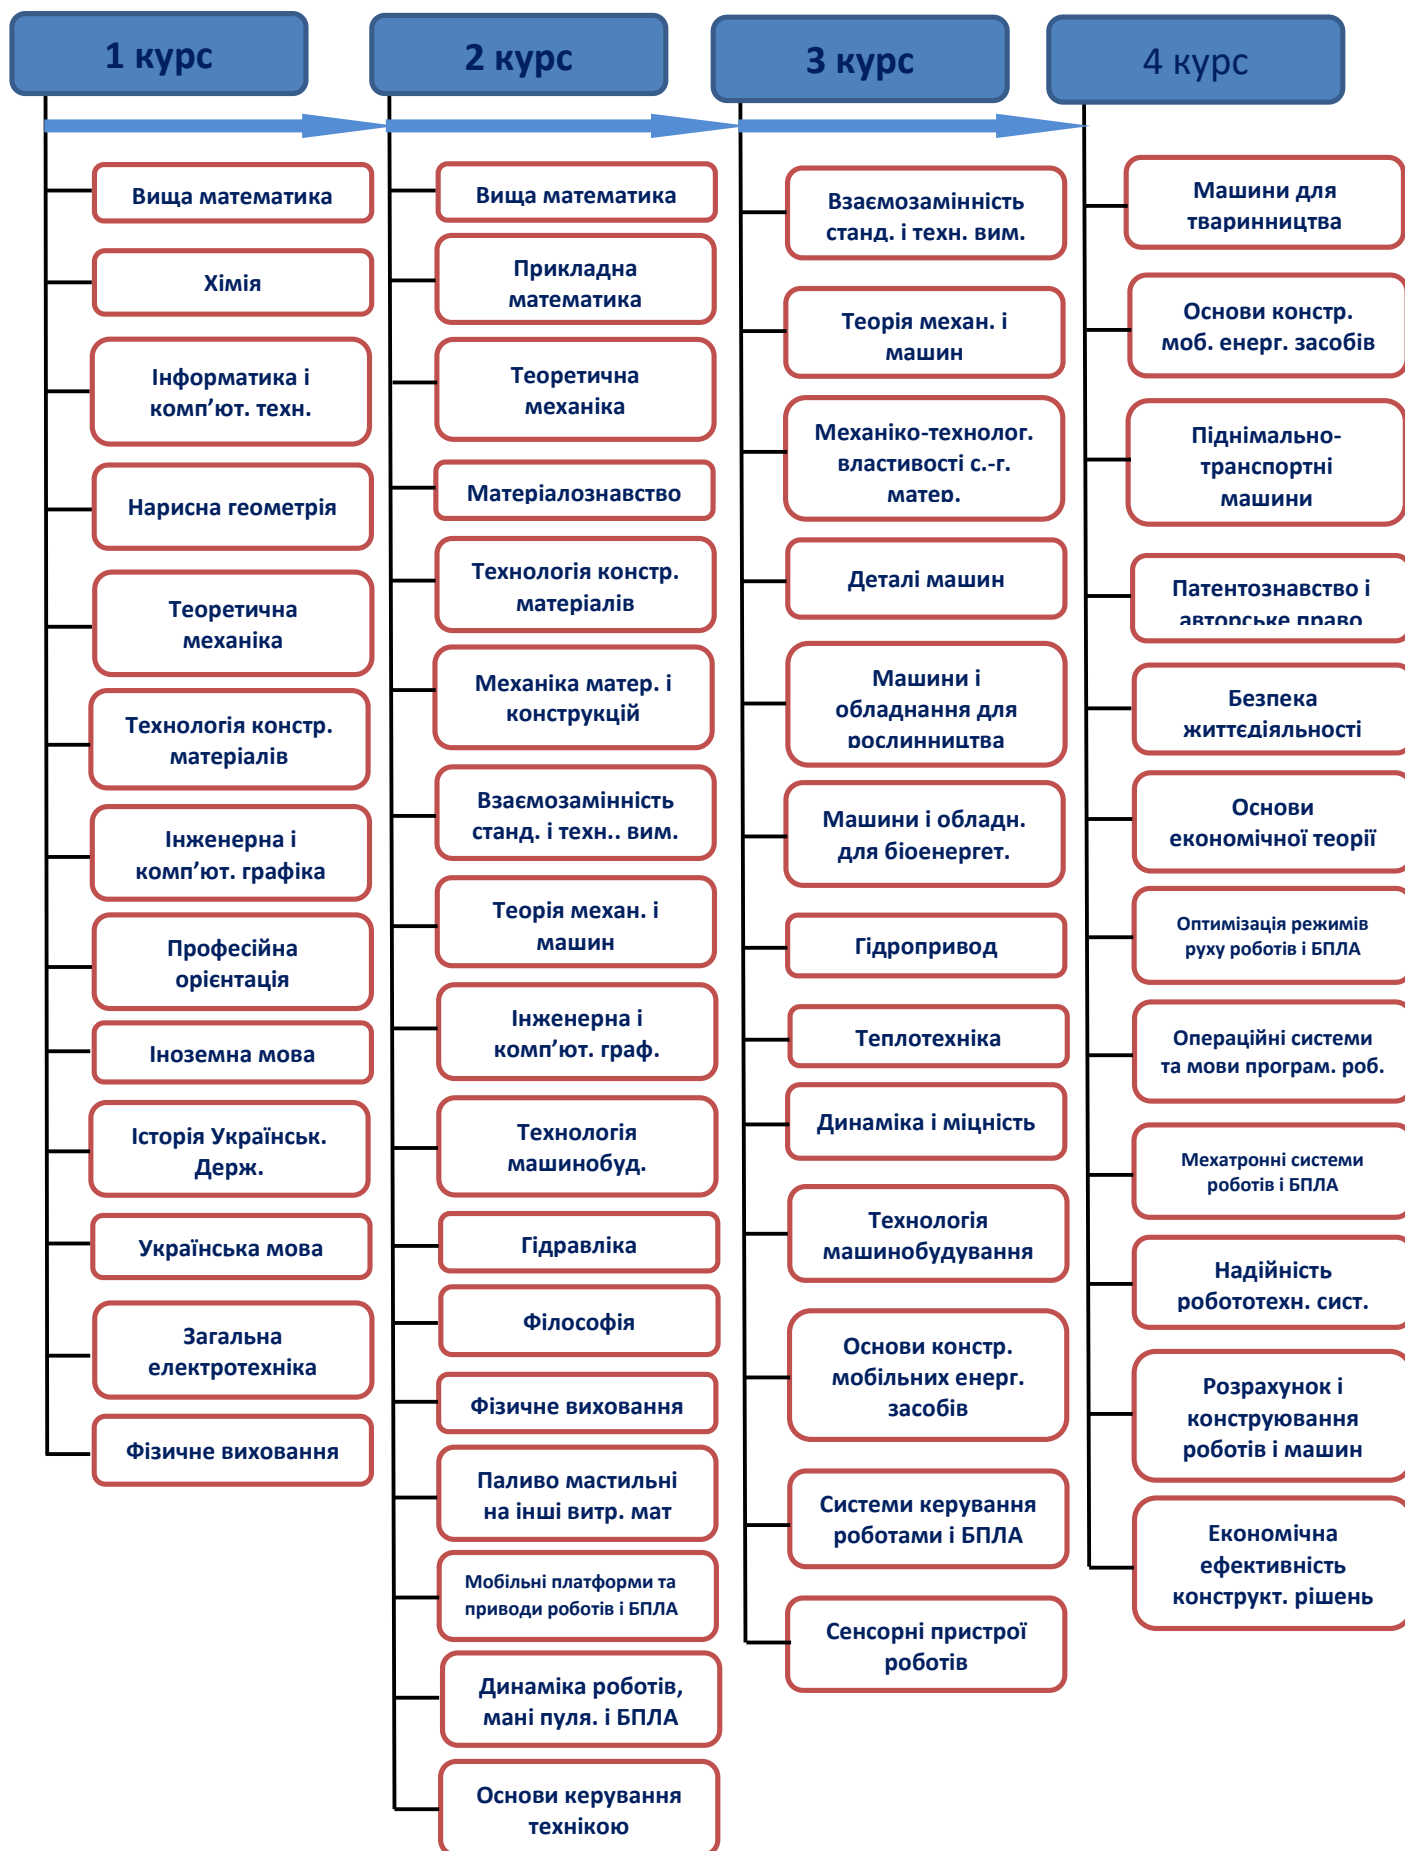 1 курс
2 курс
3 курс
4 курс
Вища математика
Хімія
Інформатика і
комп’ют. техн.
Нарисна геометрія
Теоретична
механіка
Технологія констр.
матеріалів
Інженерна і
комп’ют. графіка
Професійна
орієнтація
Іноземна мова
Історія Українськ.
Держ.
Українська мова
Загальна
електротехніка
Фізичне виховання
Вища математика
Прикладна
математика
Теоретична
механіка
Матеріалознавство
Технологія констр.
матеріалів
Механіка матер. і
конструкцій
Взаємозамінність
станд. і техн.. вим.
Теорія механ. і
машин
Інженерна і
комп’ют. граф.
Технологія
машинобуд.
Гідравліка
Філософія
Фізичне виховання
Паливо мастильні
на інші витр. мат
Мобільні платформи та
приводи роботів і БПЛА
Динаміка роботів,
мані пуля. і БПЛА
Основи керування
технікою
Взаємозамінність
станд. і техн. вим.
Теорія механ. і
машин
Механіко-технолог.
властивості с.-г.
матер.
Деталі машин
Машини і
обладнання для
рослинництва
Машини і обладн.
для біоенергет.
Гідропривод
Теплотехніка
Динаміка і міцність
Технологія
машинобудування
Основи констр.
мобільних енерг.
засобів
Системи керування
роботами і БПЛА
Сенсорні пристрої
роботів
Машини для
тваринництва
Основи констр.
моб. енерг. засобів
Піднімально-
транспортні
машини
Патентознавство і
авторське право
Безпека
життєдіяльності
Основи
економічної теорії
Оптимізація режимів
руху роботів і БПЛА
Операційні системи
та мови програм. роб.
Мехатронні системи
роботів і БПЛА
Надійність
робототехн. сист.
Розрахунок і
конструювання
роботів і машин
Економічна
ефективність
конструкт. рішень